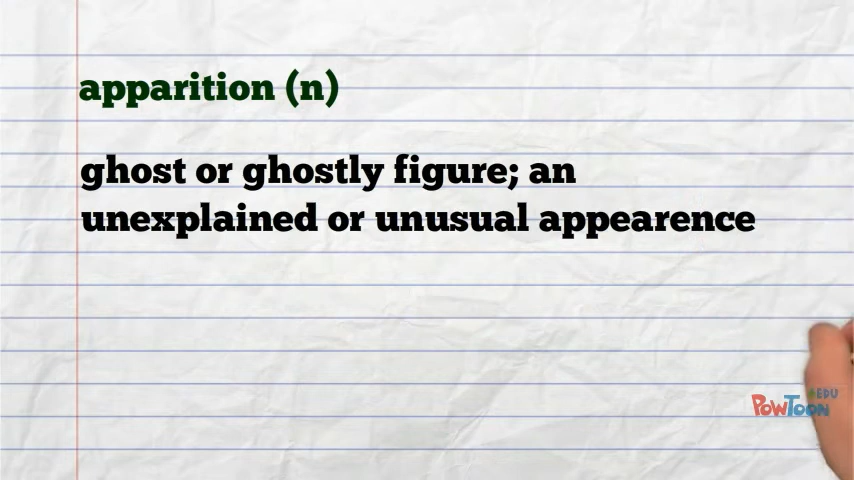 apparition (n)
ghost or ghostly figure; an
unexplained or unusual appearence
EDU
PowToon